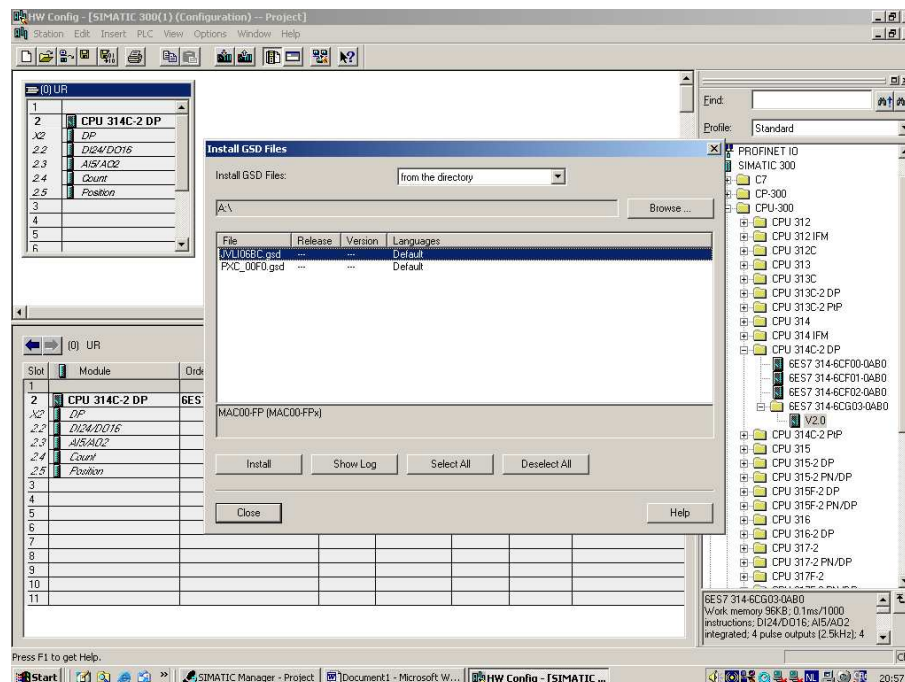 HW Config - [SIMATIC 300(1) (Configuration) -- Project]
Station Edit Insert PLC View Options Window Help
(0) UR
1
2 CPU 314C-2 DP
X2 DP
2.2 DI24/DO16
2.3 AI5/AO2
2.4 Count
2.5 Position
3
4
5
6
Install GSD Files
Install GSD Files: from the directory
A:\
Browse ...
File Release Version Languages
JVLI06BC.gsd --- --- Default
PXC_00F0.gsd --- --- Default
MAC00-FP (MAC00-FPx)
Install Show Log Select All Deselect All
Close Help
(0) UR
Slot Module Orde
1
2 CPU 314C-2 DP 6ES
X2 DP
2.2 DI24/DO16
2.3 AI5/AO2
2.4 Count
2.5 Position
3
4
5
6
7
8
9
10
11
Find:
Profile: Standard
PROFINET IO
SIMATIC 300
C7
CP-300
CPU-300
CPU 312
CPU 312 IFM
CPU 312C
CPU 313
CPU 313C
CPU 313C-2 DP
CPU 313C-2 PtP
CPU 314
CPU 314 IFM
CPU 314C-2 DP
6ES7 314-6CF00-0AB0
6ES7 314-6CF01-0AB0
6ES7 314-6CF02-0AB0
6ES7 314-6CG03-0AB0
V2.0
CPU 314C-2 PtP
CPU 315
CPU 315-2 DP
CPU 315-2 PN/DP
CPU 315F-2 DP
CPU 315F-2 PN/DP
CPU 316
CPU 316-2 DP
CPU 317-2
CPU 317-2 PN/DP
CPU 317F-2
6ES7 314-6CG03-0AB0
Work memory 96KB; 0.1ms/1000
instructions; DI24/DO16; AI5/AO2
integrated; 4 pulse outputs (2.5kHz); 4
Press F1 to get Help.
Start SIMATIC Manager - Project Document1 - Microsoft W... HW Config - [SIMATIC ... NL 20:57